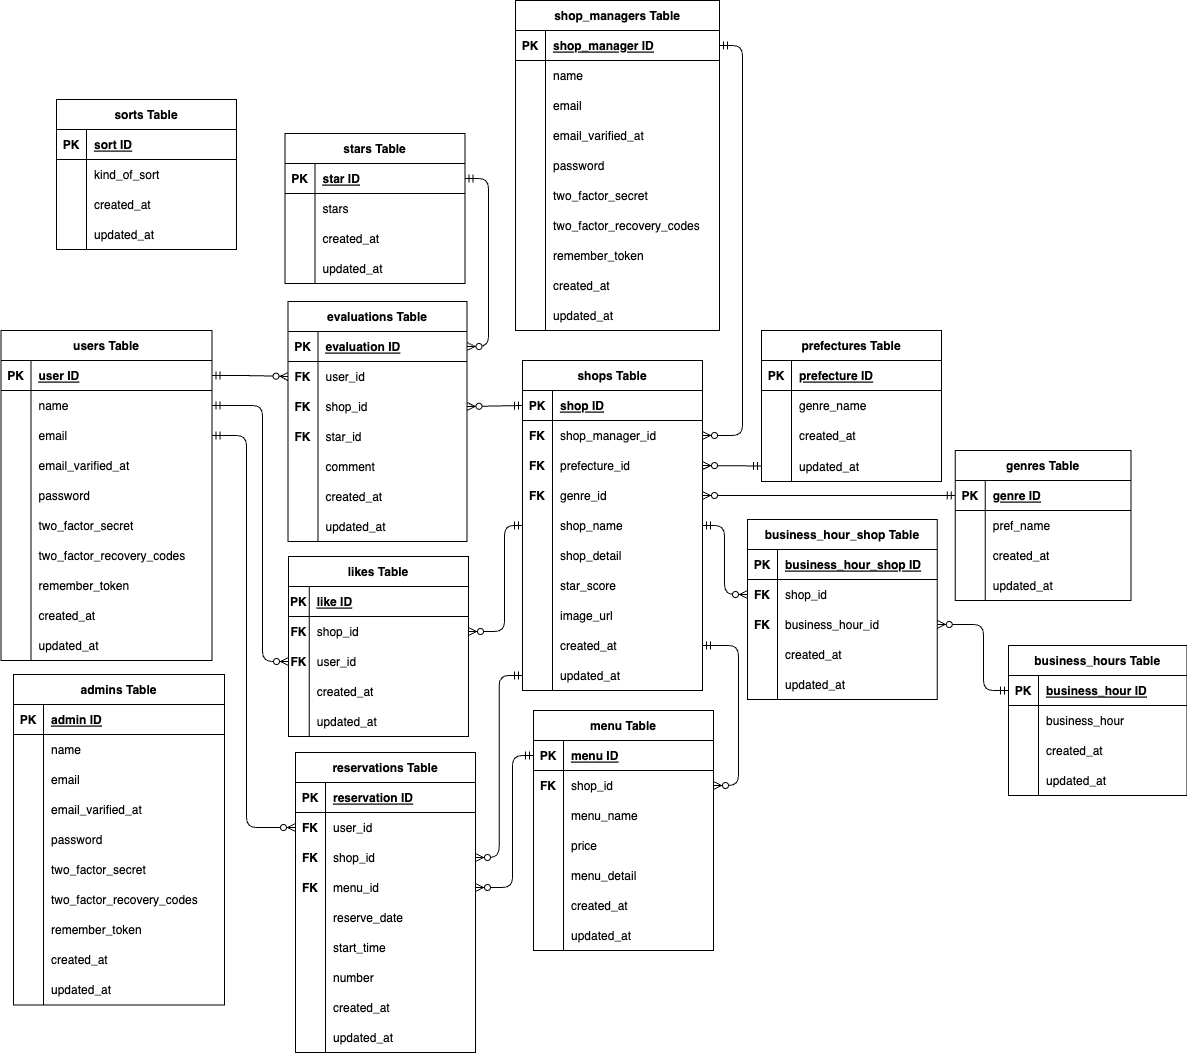 shop_managers Table
PK shop_manager ID
name
email
email_varified_at
password
two_factor_secret
two_factor_recovery_codes
remember_token
created_at
updated_at
sorts Table
PK sort ID
kind_of_sort
created_at
updated_at
stars Table
PK star ID
stars
created_at
updated_at
evaluations Table
PK evaluation ID
FK user_id
FK shop_id
FK star_id
comment
created_at
updated_at
users Table
PK user ID
name
email
email_varified_at
password
two_factor_secret
two_factor_recovery_codes
remember_token
created_at
updated_at
shops Table
PK shop ID
FK shop_manager_id
FK prefecture_id
FK genre_id
shop_name
shop_detail
star_score
image_url
created_at
updated_at
prefectures Table
PK prefecture ID
genre_name
created_at
updated_at
genres Table
PK genre ID
pref_name
created_at
updated_at
business_hour_shop Table
PK business_hour_shop ID
FK shop_id
FK business_hour_id
created_at
updated_at
business_hours Table
PK business_hour ID
business_hour
created_at
updated_at
likes Table
PK like ID
FK shop_id
FK user_id
created_at
updated_at
admins Table
PK admin ID
name
email
email_varified_at
password
two_factor_secret
two_factor_recovery_codes
remember_token
created_at
updated_at
menu Table
PK menu ID
FK shop_id
menu_name
price
menu_detail
created_at
updated_at
reservations Table
PK reservation ID
FK user_id
FK shop_id
FK menu_id
reserve_date
start_time
number
created_at
updated_at